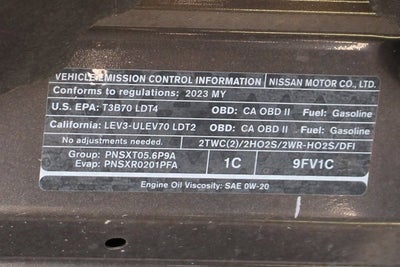 VEHICLE EMISSION CONTROL INFORMATION NISSAN MOTOR CO., LTD.
Conforms to regulations: 2023 MY
U.S. EPA: T3B70 LDT4 OBD: CA OBD II Fuel: Gasoline
California: LEV3-ULEV70 LDT2 OBD: CA OBD II Fuel: Gasoline
No adjustments needed. 2TWC(2)/2HO2S/2WR-HO2S/DFI
Group: PNSXT05.6P9A
Evap: PNSXR0201PFA 1C 9FV1C
Engine Oil Viscosity: SAE 0W-20